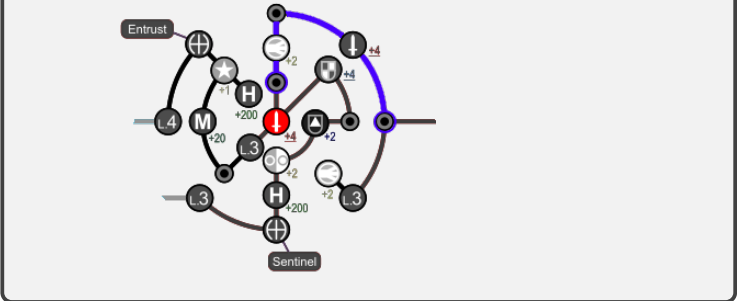 Entrust
+2
+4
+1
+4
H
+200
L.4
M
+20
+4
+2
L.3
+2
+2
L.3
H
+200
L.3
Sentinel